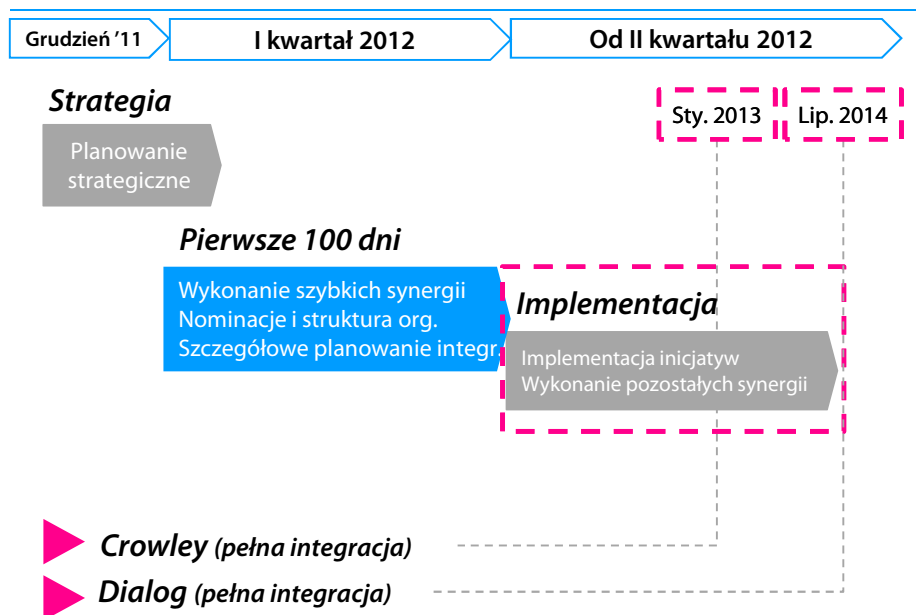 Grudzień ’11
I kwartał 2012
Od II kwartału 2012
Strategia
Sty. 2013
Lip. 2014
Planowanie
strategiczne
Pierwsze 100 dni
Wykonanie szybkich synergii
Nominacje i struktura org.
Szczegółowe planowanie integr.
Implementacja
Implementacja inicjatyw
Wykonanie pozostałych synergii
Crowley (pełna integracja)
Dialog (pełna integracja)